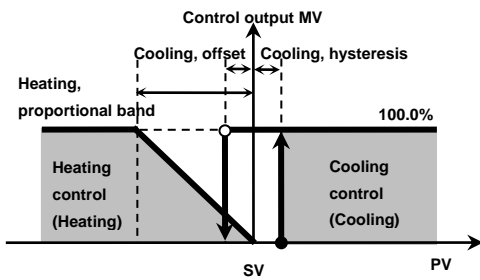 Control output MV
Cooling, offset
Cooling, hysteresis
Heating,
proportional band
100.0%
Heating
control
(Heating)
Cooling
control
(Cooling)
SV
PV